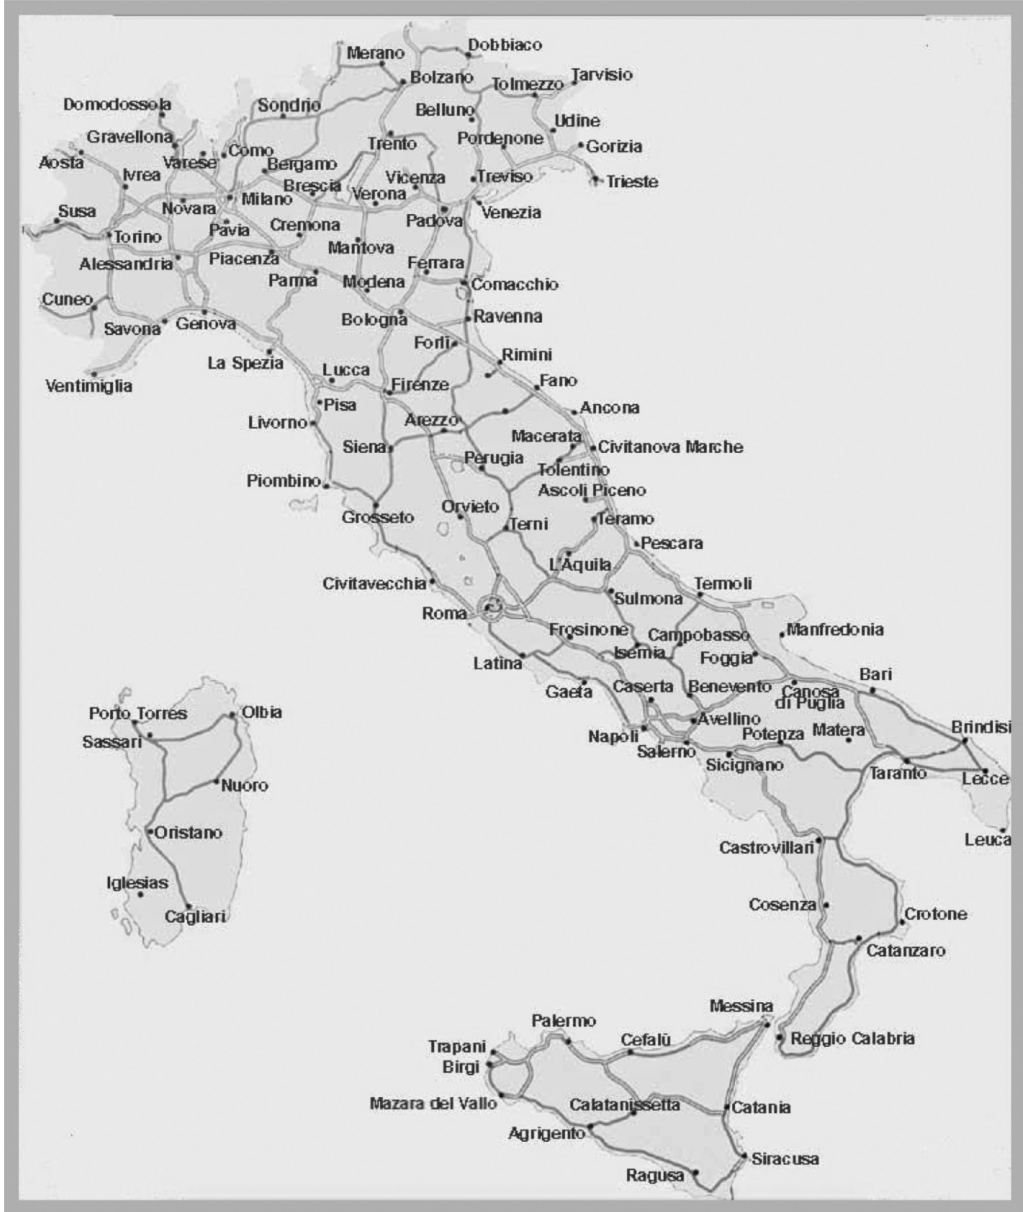 Dobbiaco
Merano
Bolzano
Tarvisio
Tolmezzo
Domodossola
Sondrio
Belluno
Udine
Gravellona
Trento
Pordenone
Gorizia
Aosta
Varese
Como
Bergamo
Ivrea
Brescia
Vicenza
Treviso
Trieste
Verona
Novara
Milano
Padova
Venezia
Susa
Pavia
Cremona
Torino
Mantova
Alessandria
Piacenza
Ferrara
Parma
Modena
Comacchio
Cuneo
Savona
Genova
Bologna
Ravenna
Forlì
La Spezia
Rimini
Lucca
Ventimiglia
Firenze
Fano
Pisa
Ancona
Livorno
Arezzo
Macerata
Siena
Civitanova Marche
Perugia
Tolentino
Piombino
Ascoli Piceno
Orvieto
Grosseto
Terni
Teramo
Pescara
L'Aquila
Civitavecchia
Termoli
Sulmona
Roma
Frosinone
Campobasso
Manfredonia
Isernia
Latina
Foggia
Bari
Gaeta
Caserta
Benevento
Canosa
di Puglia
Porto Torres
Olbia
Avellino
Matera
Brindisi
Sassari
Napoli
Potenza
Salerno
Sicignano
Taranto
Lecce
Nuoro
Oristano
Castrovillari
Leuca
Iglesias
Cosenza
Cagliari
Crotone
Catanzaro
Messina
Palermo
Cefalù
Reggio Calabria
Trapani
Birgi
Mazara del Vallo
Calatanissetta
Catania
Agrigento
Siracusa
Ragusa